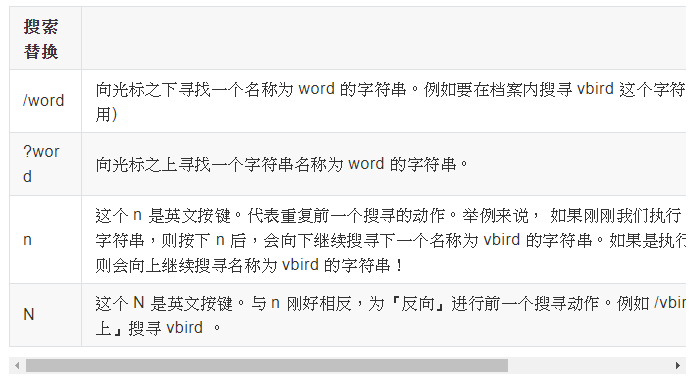 搜索
替换
/word
向光标之下寻找一个名称为 word 的字符串。例如要在档案内搜寻 vbird 这个字符
用)
?wor
d
向光标之上寻找一个字符串名称为 word 的字符串。
n
这个 n 是英文按键。代表重复前一个搜寻的动作。举例来说， 如果刚刚我们执行
字符串，则按下 n 后，会向下继续搜寻下一个名称为 vbird 的字符串。如果是执行
则会向上继续搜寻名称为 vbird 的字符串！
N
这个 N 是英文按键。与 n 刚好相反，为『反向』进行前一个搜寻动作。例如 /vbir
上』搜寻 vbird 。